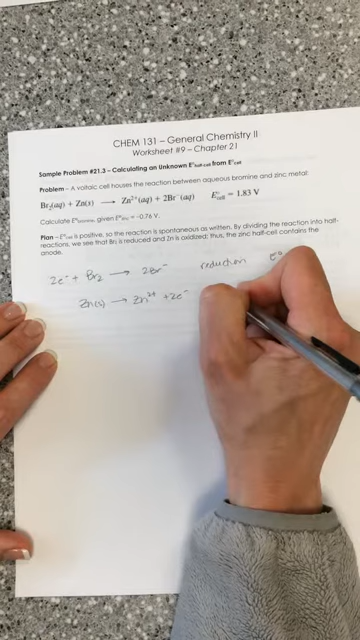 CHEM 131 – General Chemistry II
Worksheet #9 – Chapter 21
Sample Problem #21.3 – Calculating an Unknown E°half-cell from E°cell
Problem – A voltaic cell houses the reaction between aqueous bromine and zinc metal:
Br₂(aq) + Zn(s) ⟶ Zn²⁺(aq) + 2Br⁻(aq) E°cell = 1.83 V
Calculate E°bromine, given E°zinc = −0.76 V.
Plan – E°cell is positive, so the reaction is spontaneous as written. By dividing the reaction into half-
reactions, we see that Br₂ is reduced and Zn is oxidized; thus, the zinc half-cell contains the
anode.
2e⁻ + Br₂ ⟶ 2Br⁻ reduction
Zn(s) ⟶ Zn²⁺ + 2e⁻